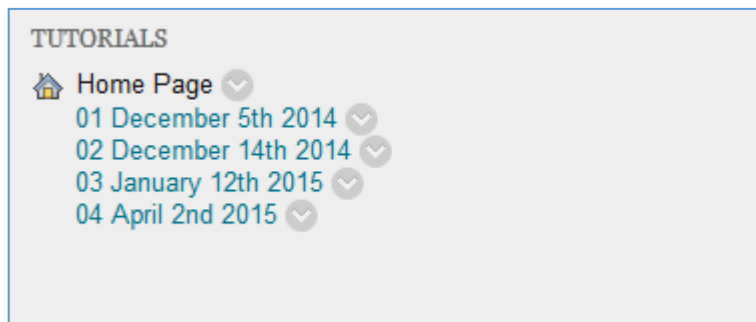 TUTORIALS
Home Page
01 December 5th 2014
02 December 14th 2014
03 January 12th 2015
04 April 2nd 2015